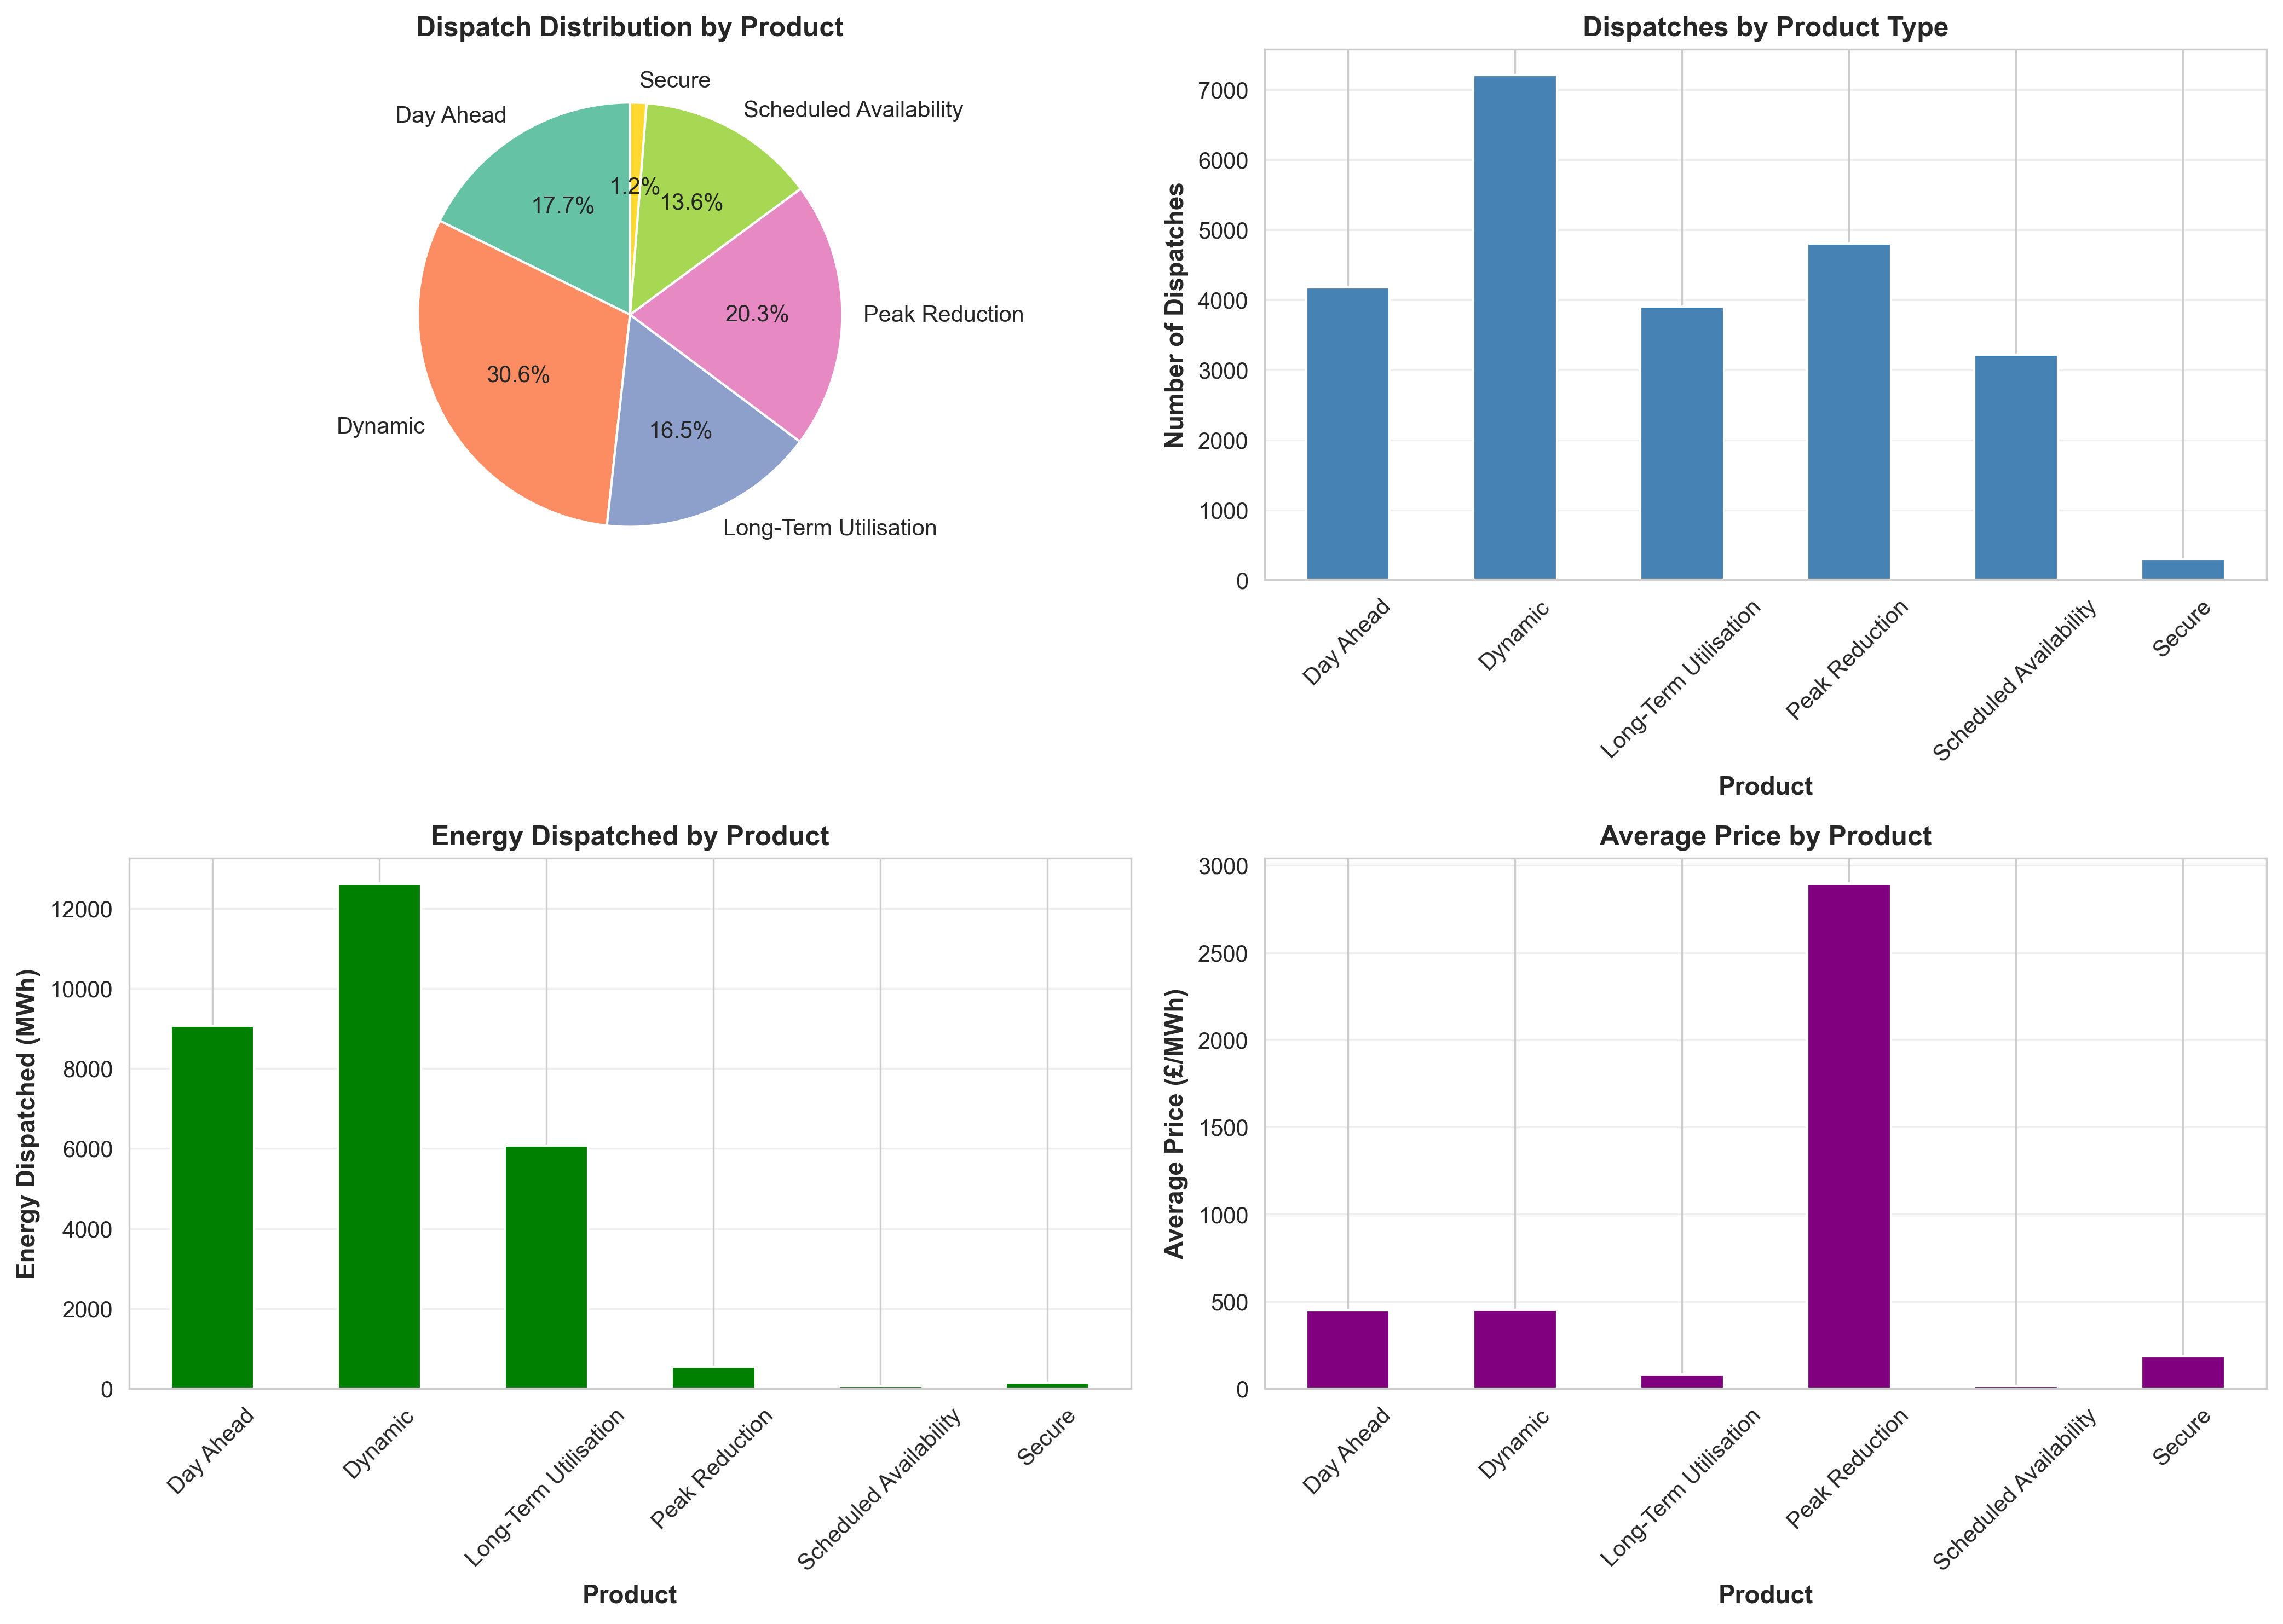 Dispatch Distribution by Product
Secure
Scheduled Availability
Day Ahead
1.2%
13.6%
17.7%
20.3%
Peak Reduction
30.6%
Dynamic
16.5%
Long-Term Utilisation
Dispatches by Product Type
Number of Dispatches
7000
6000
5000
4000
3000
2000
1000
0
Day Ahead
Dynamic
Long-Term Utilisation
Peak Reduction
Scheduled Availability
Secure
Product
Energy Dispatched by Product
Energy Dispatched (MWh)
12000
10000
8000
6000
4000
2000
0
Day Ahead
Dynamic
Long-Term Utilisation
Peak Reduction
Scheduled Availability
Secure
Product
Average Price by Product
Average Price (£/MWh)
3000
2500
2000
1500
1000
500
0
Day Ahead
Dynamic
Long-Term Utilisation
Peak Reduction
Scheduled Availability
Secure
Product